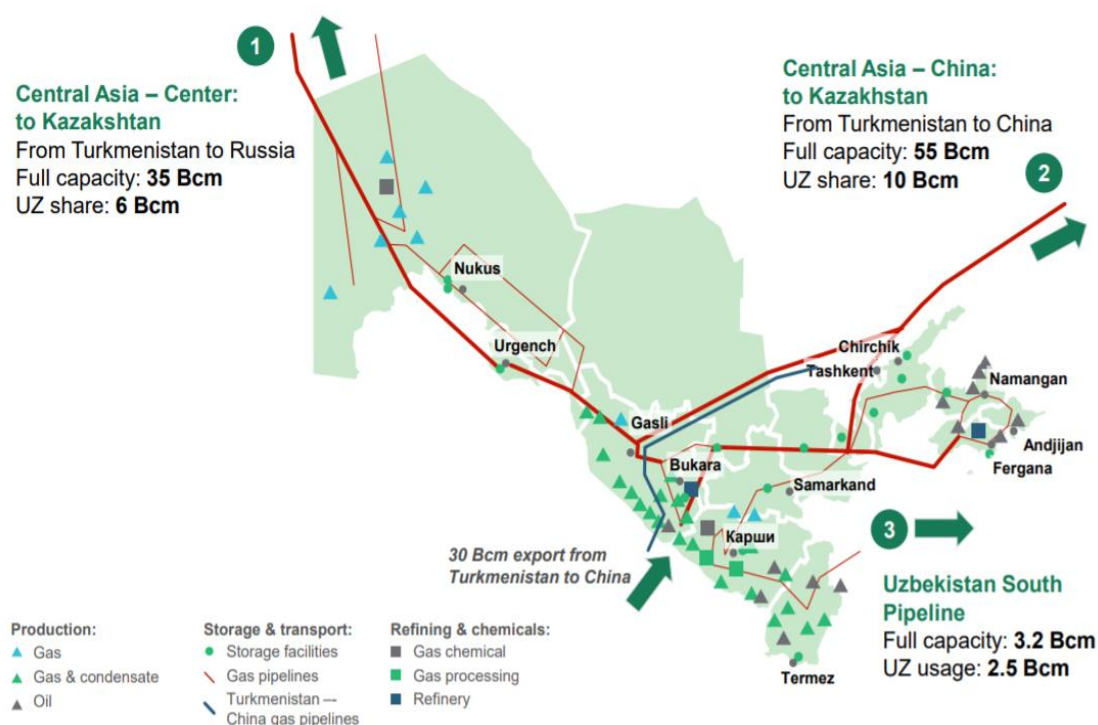 1
Central Asia – Center:
to Kazakshtan
From Turkmenistan to Russia
Full capacity: 35 Bcm
UZ share: 6 Bcm
Central Asia – China:
to Kazakhstan
From Turkmenistan to China
Full capacity: 55 Bcm
UZ share: 10 Bcm
2
Nukus
Urgench
Chirchik
Tashkent
Namangan
Gasli
Andjijan
Bukara
Fergana
Samarkand
Карши
3
30 Bcm export from
Turkmenistan to China
Uzbekistan South
Pipeline
Full capacity: 3.2 Bcm
UZ usage: 2.5 Bcm
Termez
Production:
Gas
Gas & condensate
Oil
Storage & transport:
Storage facilities
Gas pipelines
Turkmenistan —
China gas pipelines
Refining & chemicals:
Gas chemical
Gas processing
Refinery